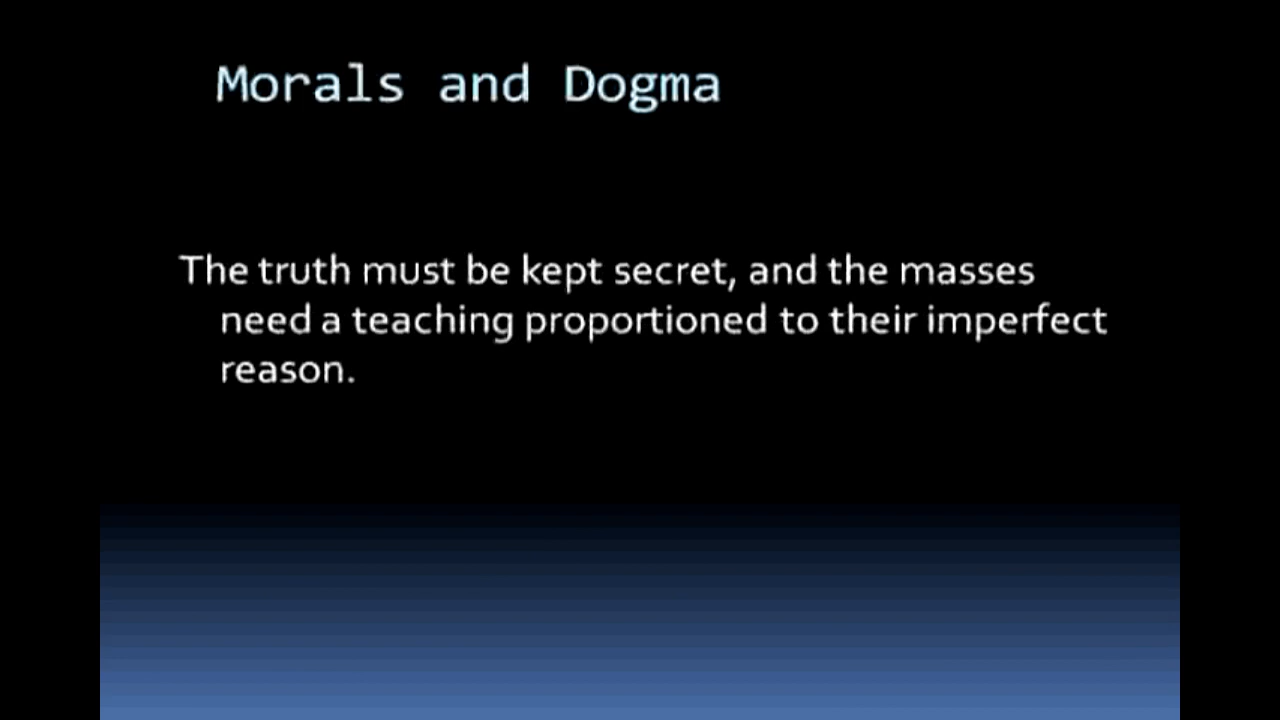 Morals and Dogma
The truth must be kept secret, and the masses
need a teaching proportioned to their imperfect
reason.